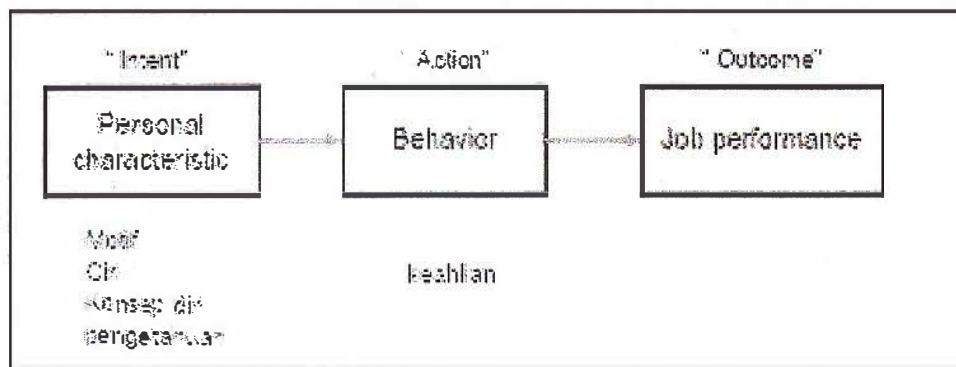 "Intent"
"Action"
"Outcome"
Personal
characteristic
Behavior
Job performance
Motif
Ciri
Konsep diri
pengetahuan
keahlian